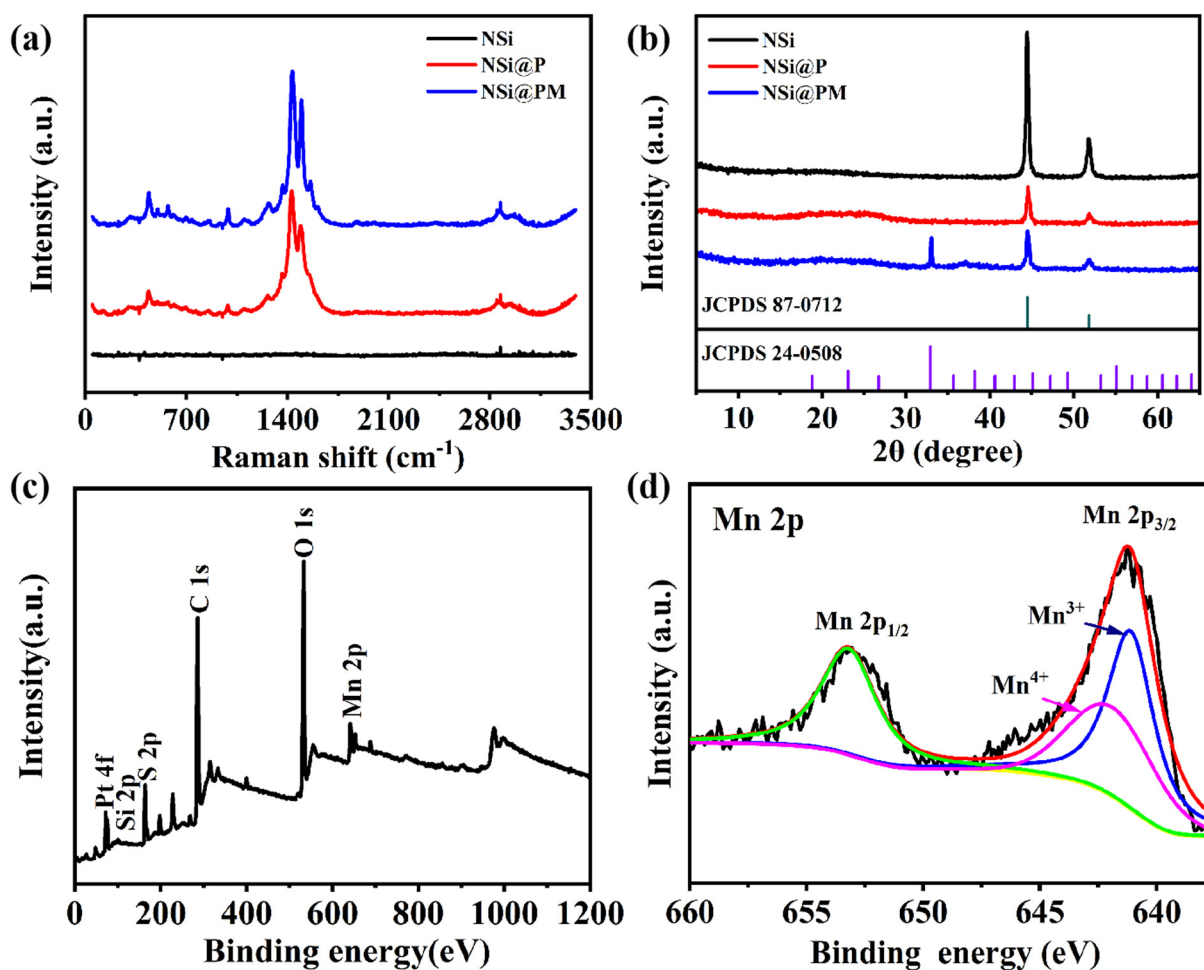 (a)
NSi
NSi@P
NSi@PM
Intensity (a.u.)
0 700 1400 2100 2800 3500
Raman shift (cm⁻¹)
(b)
NSi
NSi@P
NSi@PM
JCPDS 87-0712
JCPDS 24-0508
Intensity (a.u.)
10 20 30 40 50 60
2θ (degree)
(c)
Pt 4f
Si 2p
S 2p
C 1s
O 1s
Mn 2p
Intensity(a.u.)
0 200 400 600 800 1000 1200
Binding energy(eV)
(d)
Mn 2p
Mn 2p₃/₂
Mn³⁺
Mn 2p₁/₂
Mn⁴⁺
Intensity (a.u.)
660 655 650 645 640
Binding energy (eV)